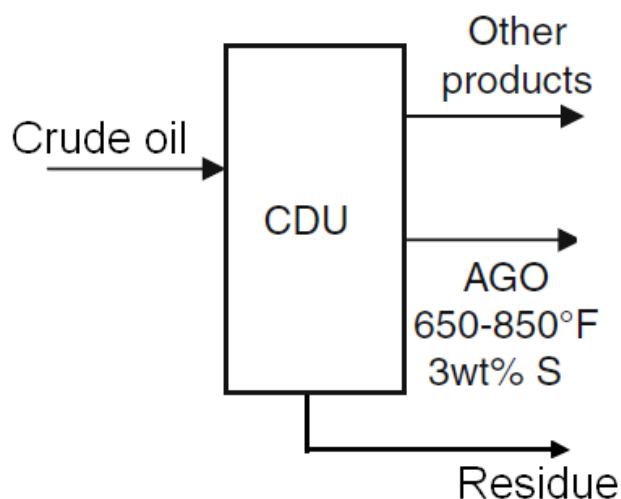 Other
products
Crude oil
CDU
AGO
650-850°F
3wt% S
Residue